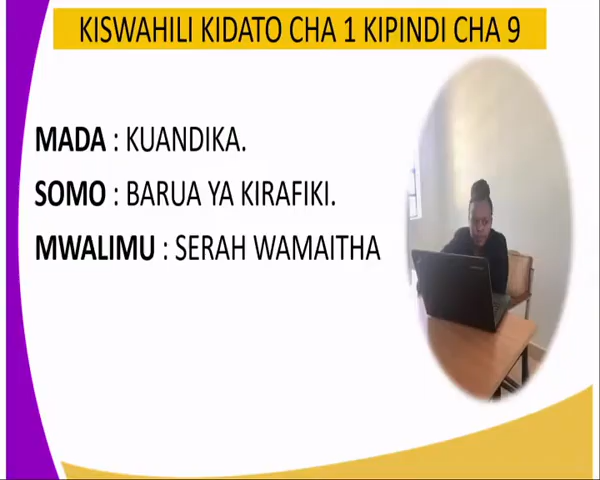 KISWAHILI KIDATO CHA 1 KIPINDI CHA 9
MADA : KUANDIKA.
SOMO : BARUA YA KIRAFIKI.
MWALIMU : SERAH WAMAITHA